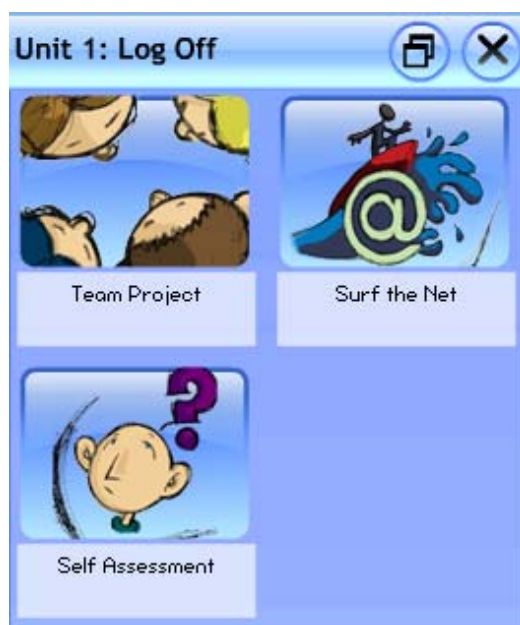 Unit 1: Log Off
Team Project
Surf the Net
@
Self Assessment